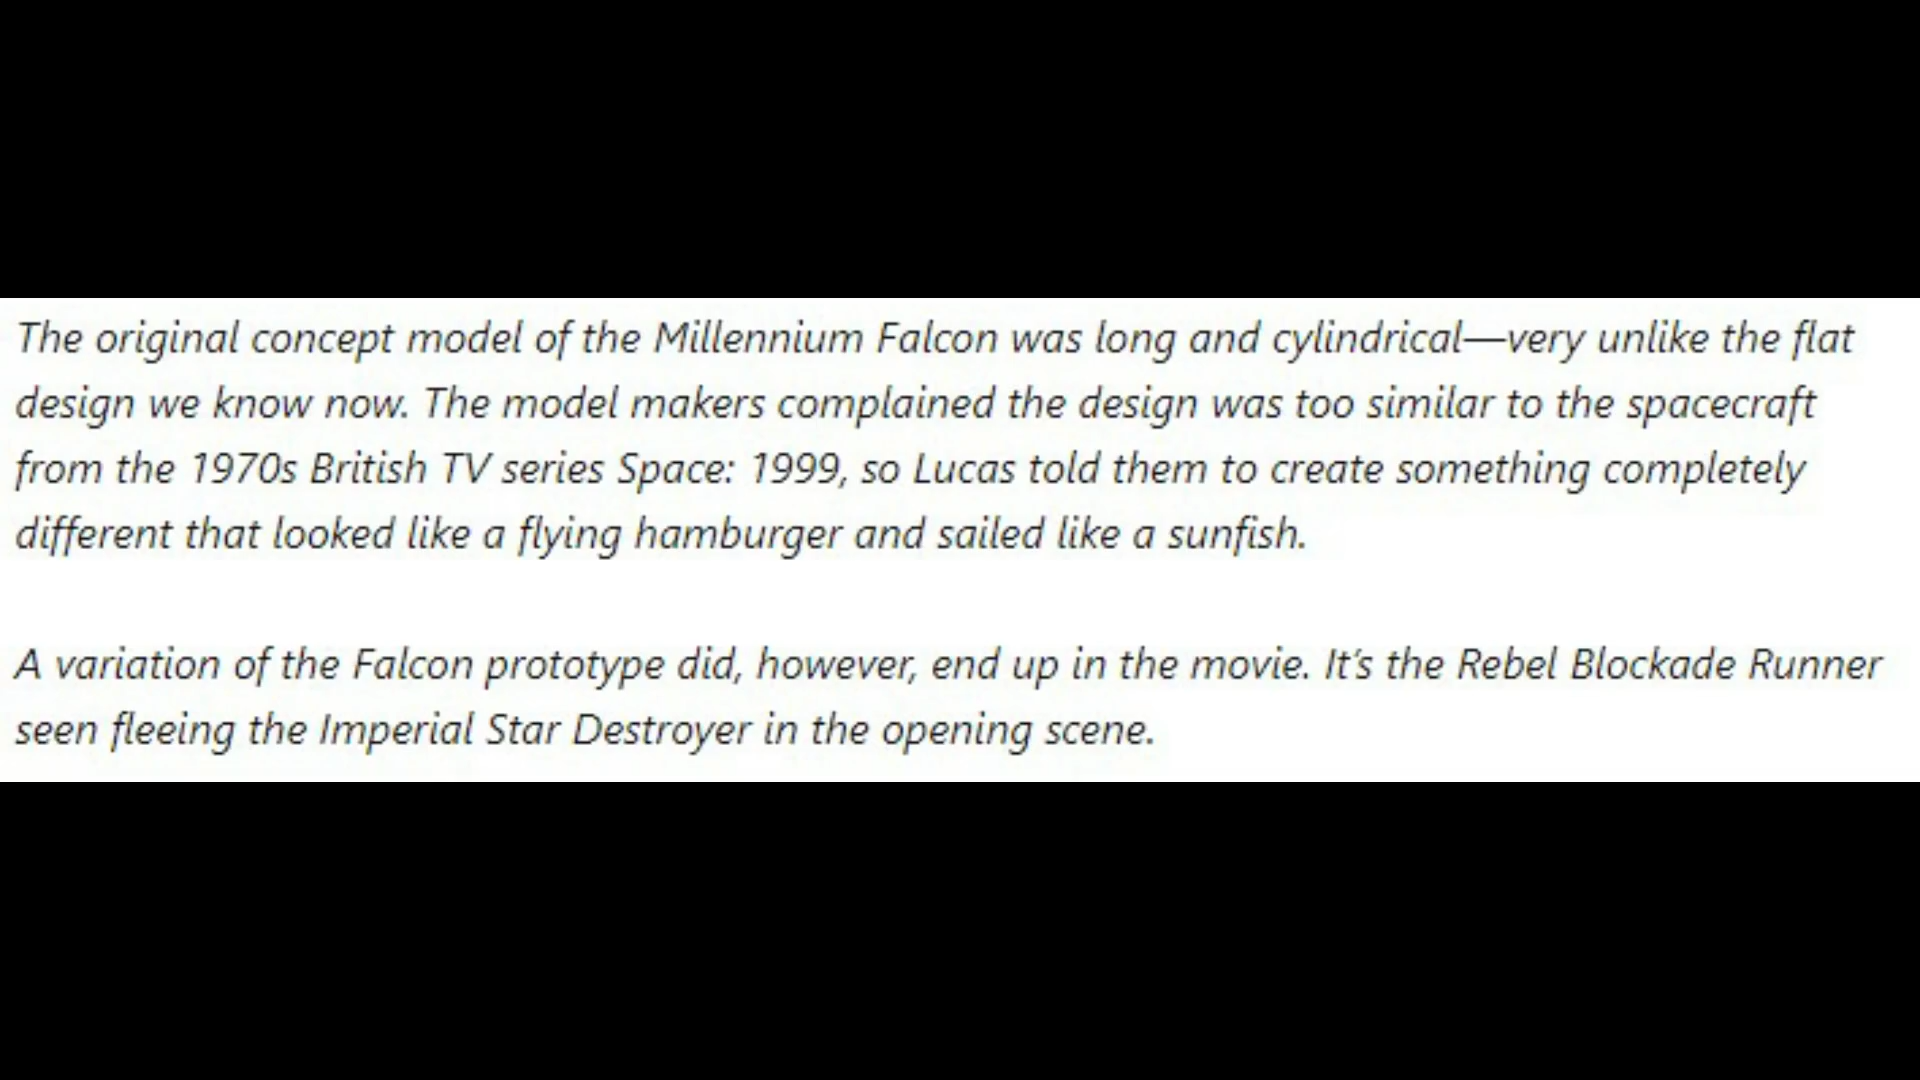 The original concept model of the Millennium Falcon was long and cylindrical—very unlike the flat
design we know now. The model makers complained the design was too similar to the spacecraft
from the 1970s British TV series Space: 1999, so Lucas told them to create something completely
different that looked like a flying hamburger and sailed like a sunfish.
A variation of the Falcon prototype did, however, end up in the movie. It’s the Rebel Blockade Runner
seen fleeing the Imperial Star Destroyer in the opening scene.